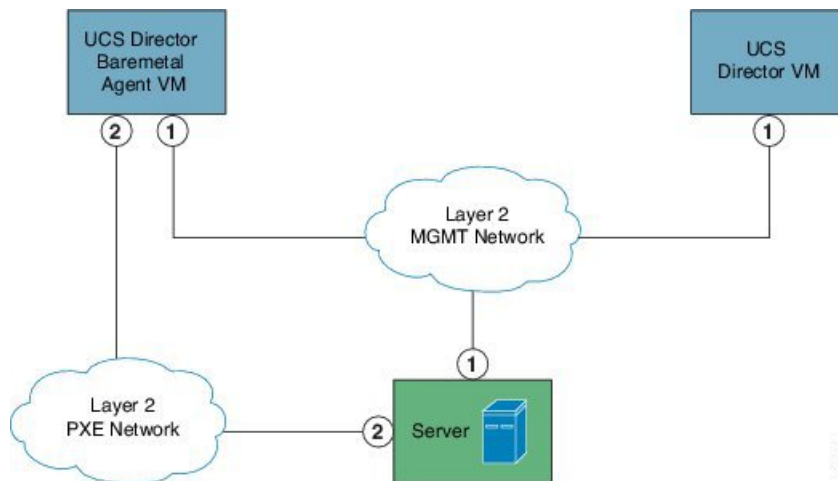 UCS Director
Baremetal
Agent VM
UCS
Director VM
2
1
1
Layer 2
MGMT Network
1
Layer 2
PXE Network
2
Server